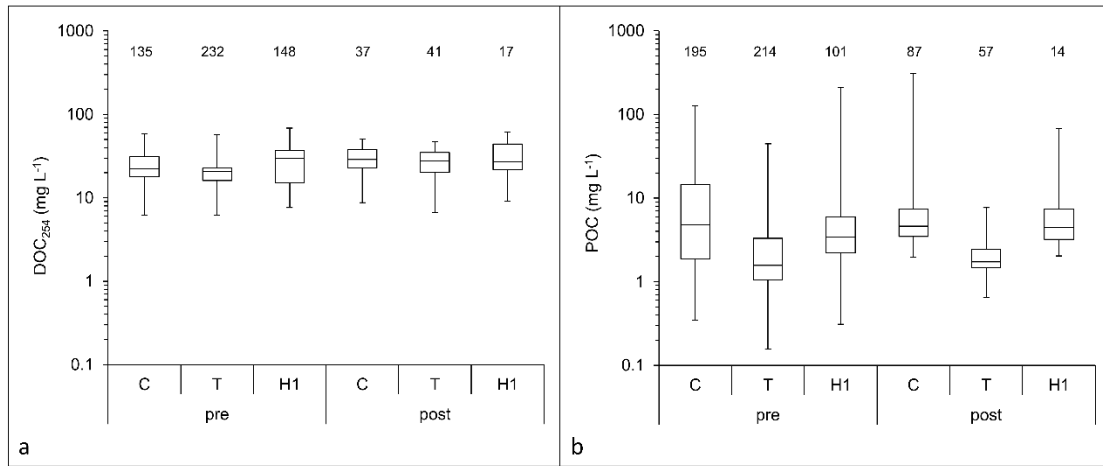 1000
135 232 148 37 41 17
100
10
1
0.1
DOC254 (mg L-1)
C T H1 C T H1
pre post
a
1000
195 214 101 87 57 14
100
10
1
0.1
POC (mg L-1)
C T H1 C T H1
pre post
b